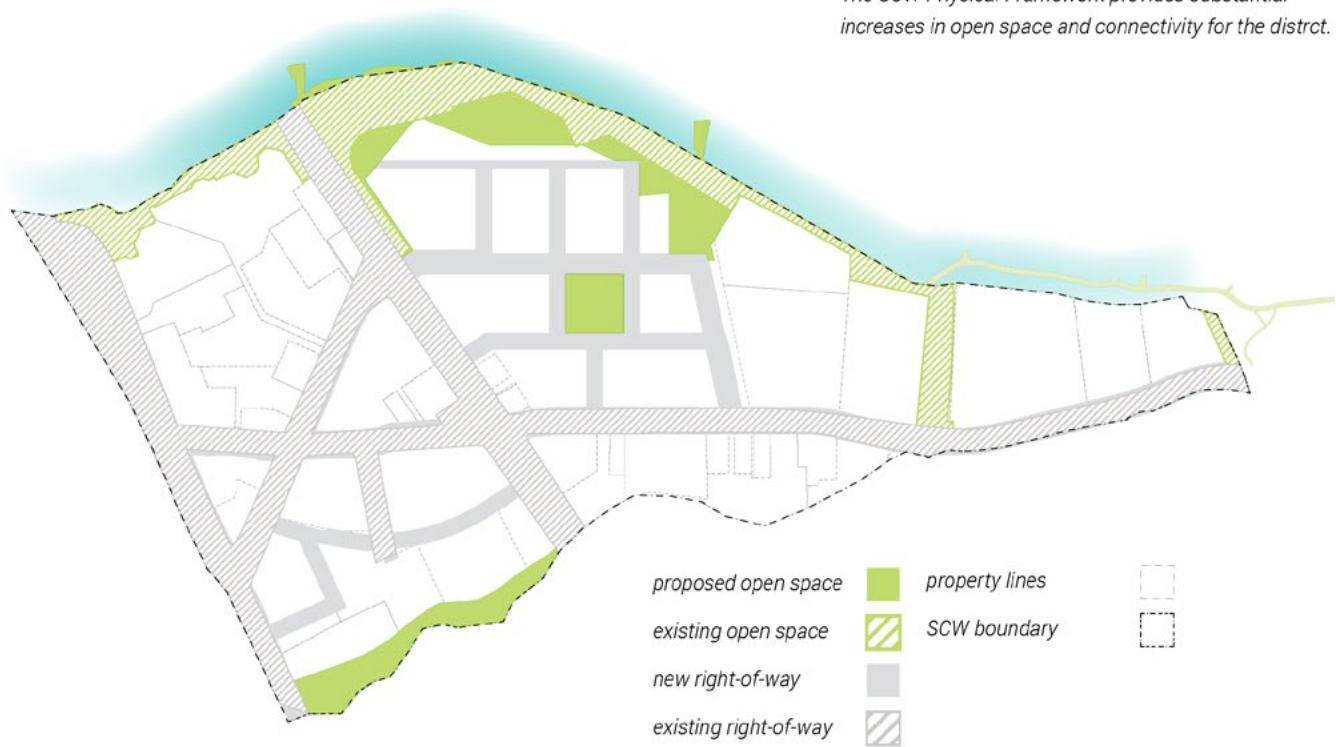 increases in open space and connectivity for the distrct.
proposed open space
property lines
existing open space
SCW boundary
new right-of-way
existing right-of-way